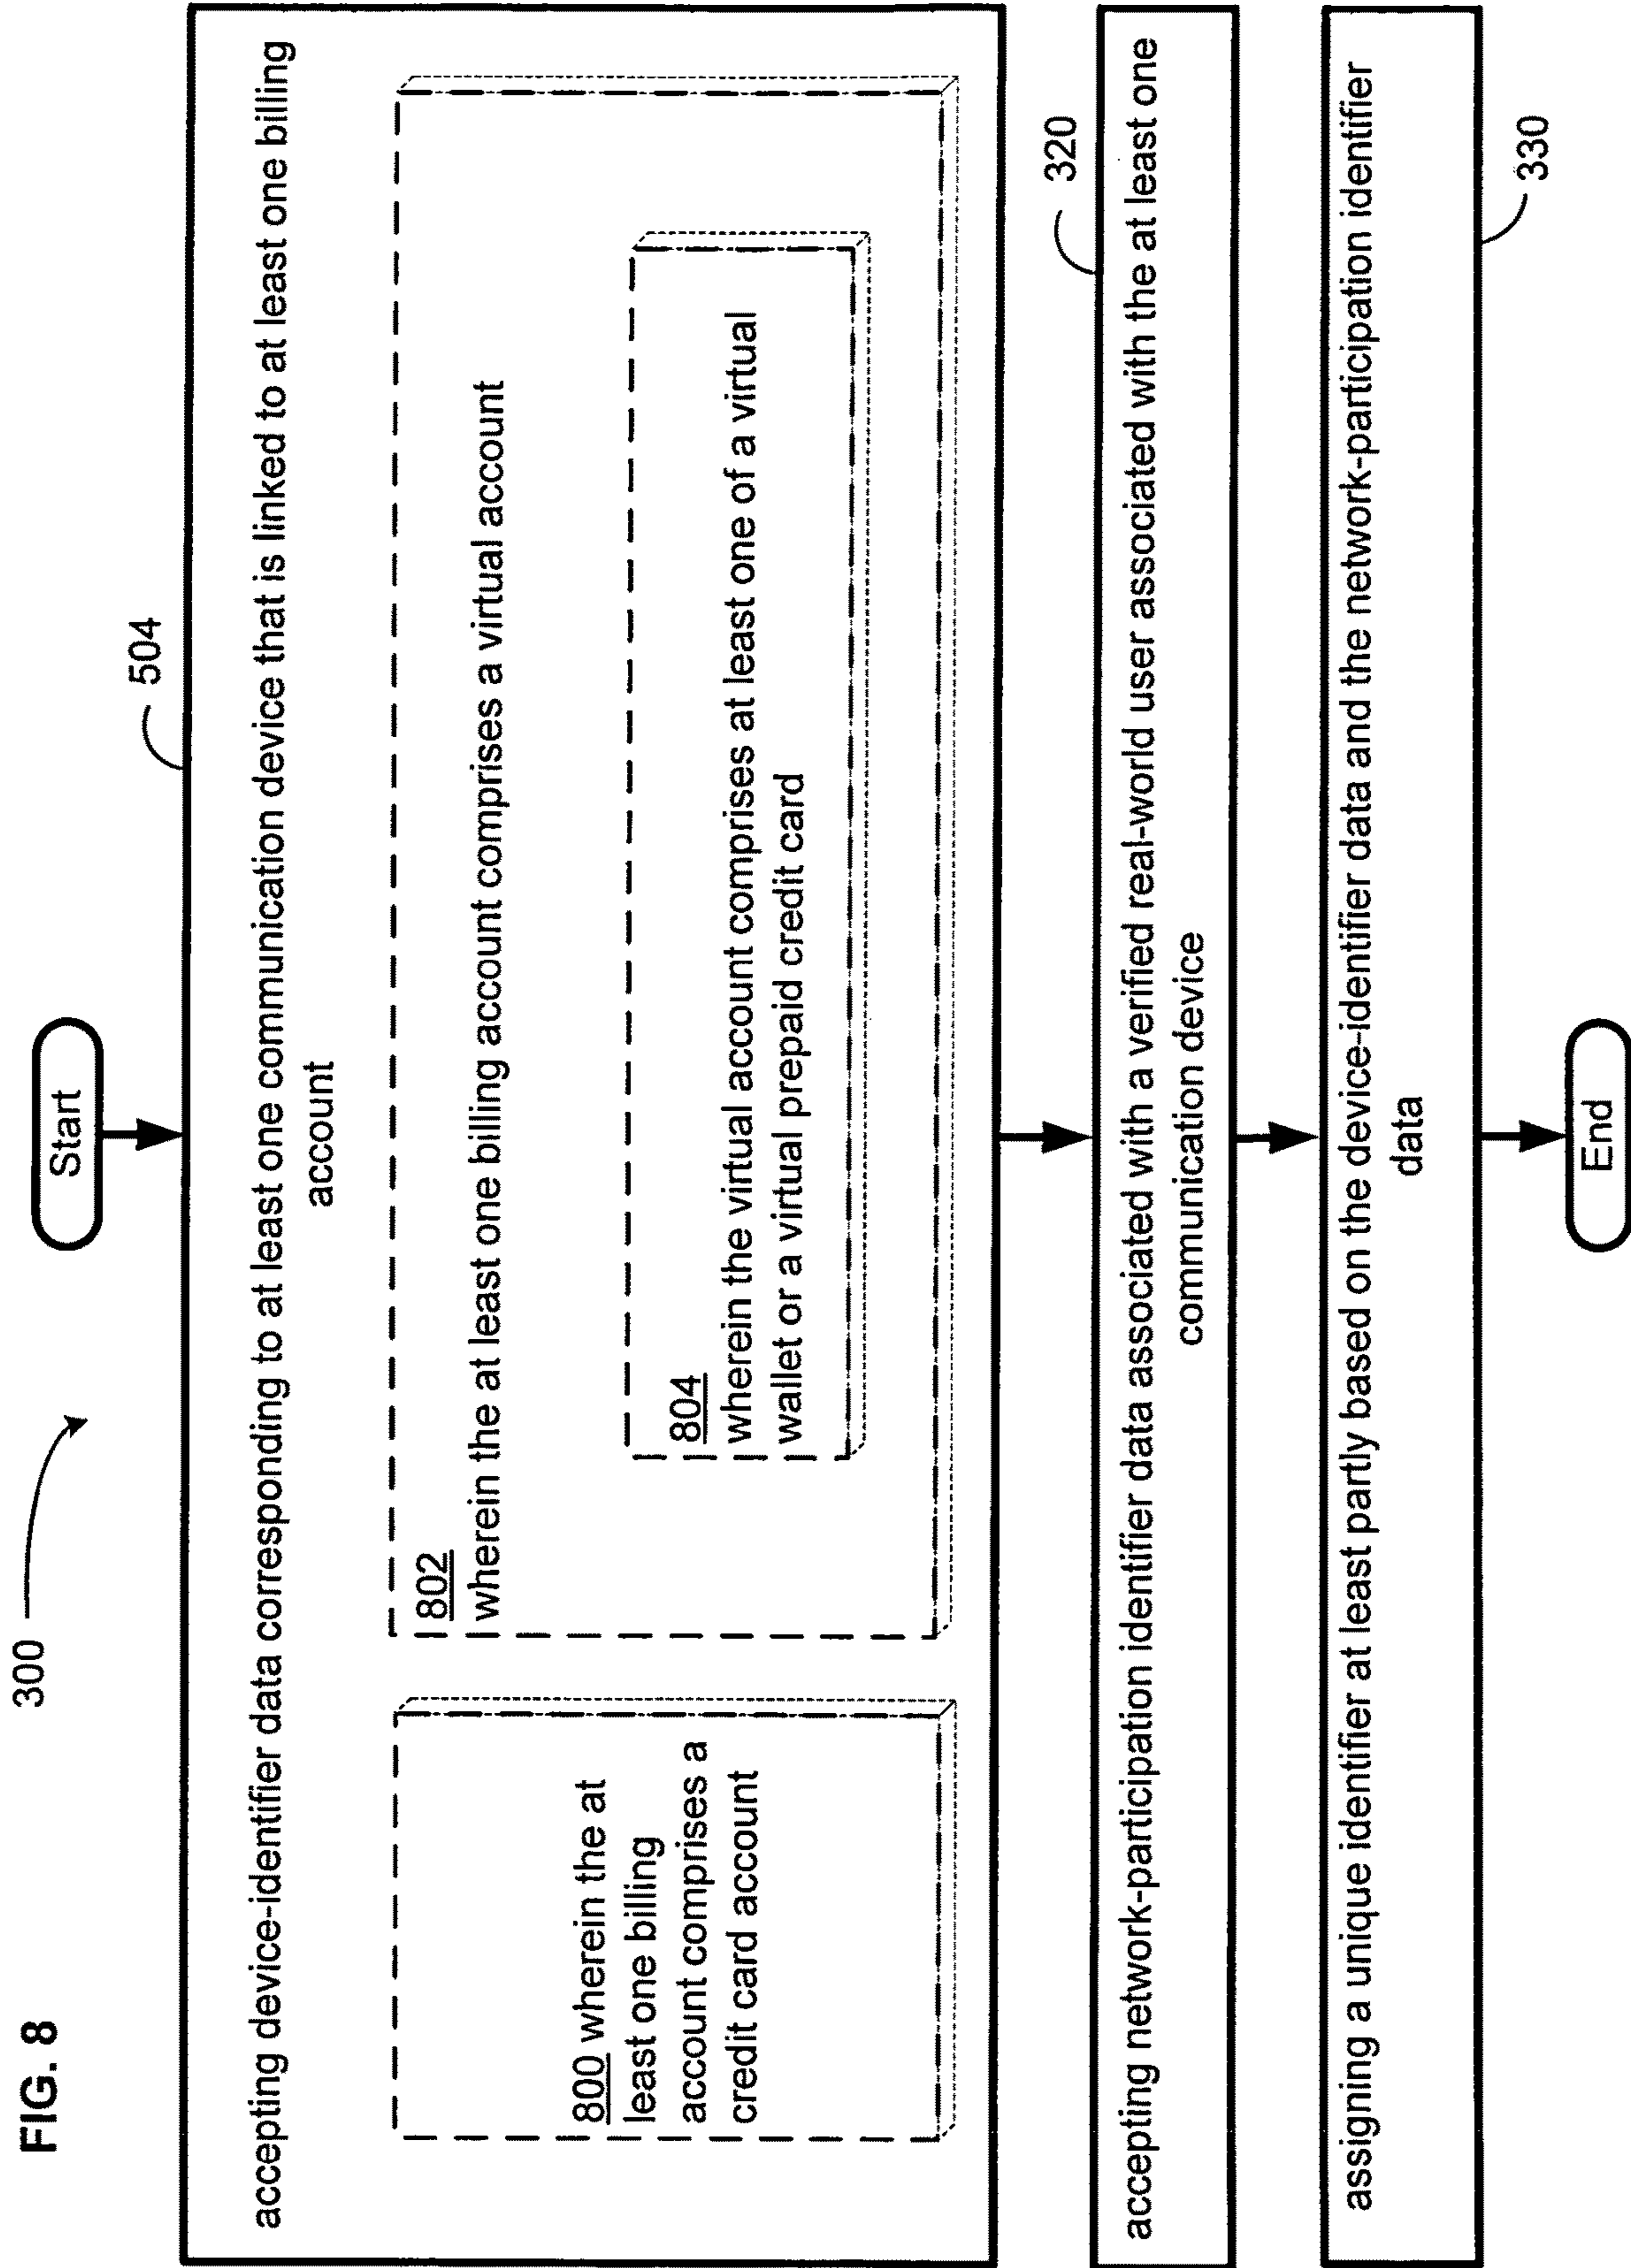 FIG. 8
300
Start
504
accepting device-identifier data corresponding to at least one communication device that is linked to at least one billing
account
800 wherein the at
least one billing
account comprises a
credit card account
802
wherein the at least one billing account comprises a virtual account
804
wherein the virtual account comprises at least one of a virtual
wallet or a virtual prepaid credit card
320
accepting network-participation identifier data associated with a verified real-world user associated with the at least one
communication device
assigning a unique identifier at least partly based on the device-identifier data and the network-participation identifier
data
330
End